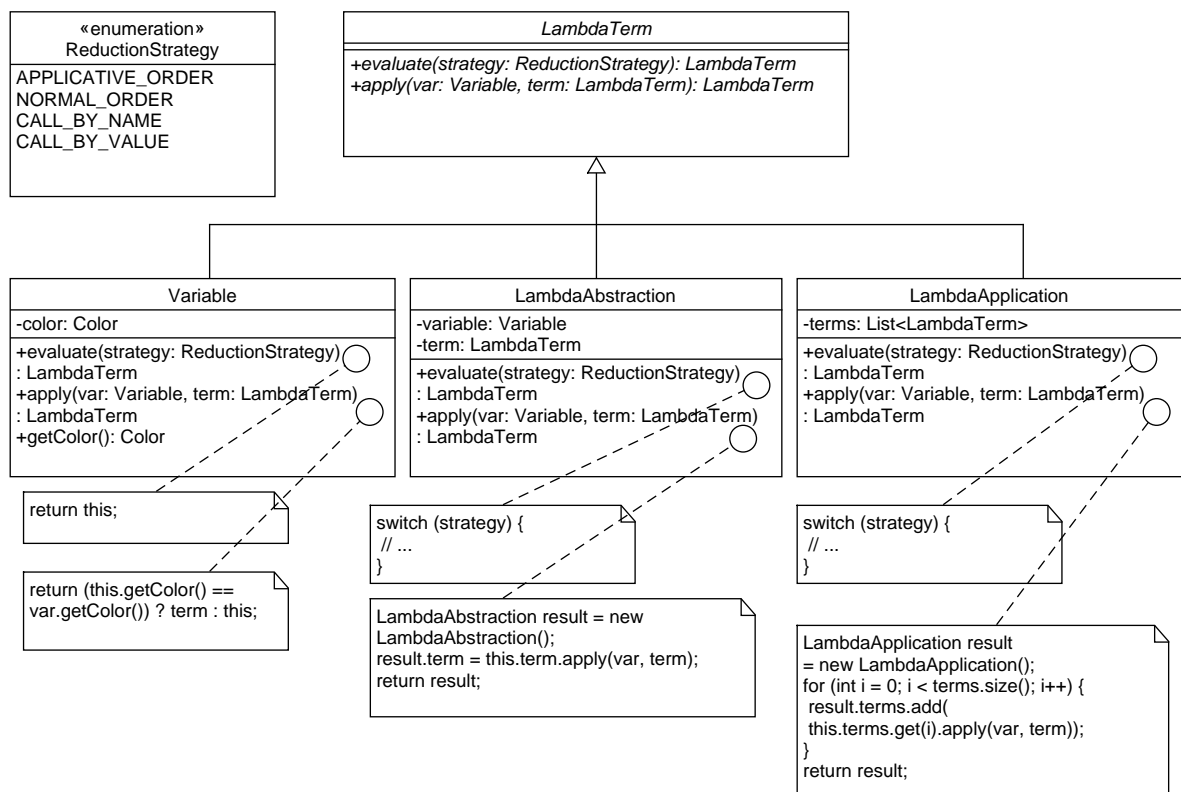 «enumeration»
ReductionStrategy
APPLICATIVE_ORDER
NORMAL_ORDER
CALL_BY_NAME
CALL_BY_VALUE
LambdaTerm
+evaluate(strategy: ReductionStrategy): LambdaTerm
+apply(var: Variable, term: LambdaTerm): LambdaTerm
Variable
-color: Color
+evaluate(strategy: ReductionStrategy)
: LambdaTerm
+apply(var: Variable, term: LambdaTerm)
: LambdaTerm
+getColor(): Color
LambdaAbstraction
-variable: Variable
-term: LambdaTerm
+evaluate(strategy: ReductionStrategy)
: LambdaTerm
+apply(var: Variable, term: LambdaTerm)
: LambdaTerm
LambdaApplication
-terms: List<LambdaTerm>
+evaluate(strategy: ReductionStrategy)
: LambdaTerm
+apply(var: Variable, term: LambdaTerm)
: LambdaTerm
return this;
return (this.getColor() ==
var.getColor()) ? term : this;
switch (strategy) {
// ...
}
LambdaAbstraction result = new
LambdaAbstraction();
result.term = this.term.apply(var, term);
return result;
switch (strategy) {
// ...
}
LambdaApplication result
= new LambdaApplication();
for (int i = 0; i < terms.size(); i++) {
result.terms.add(
this.terms.get(i).apply(var, term));
}
return result;